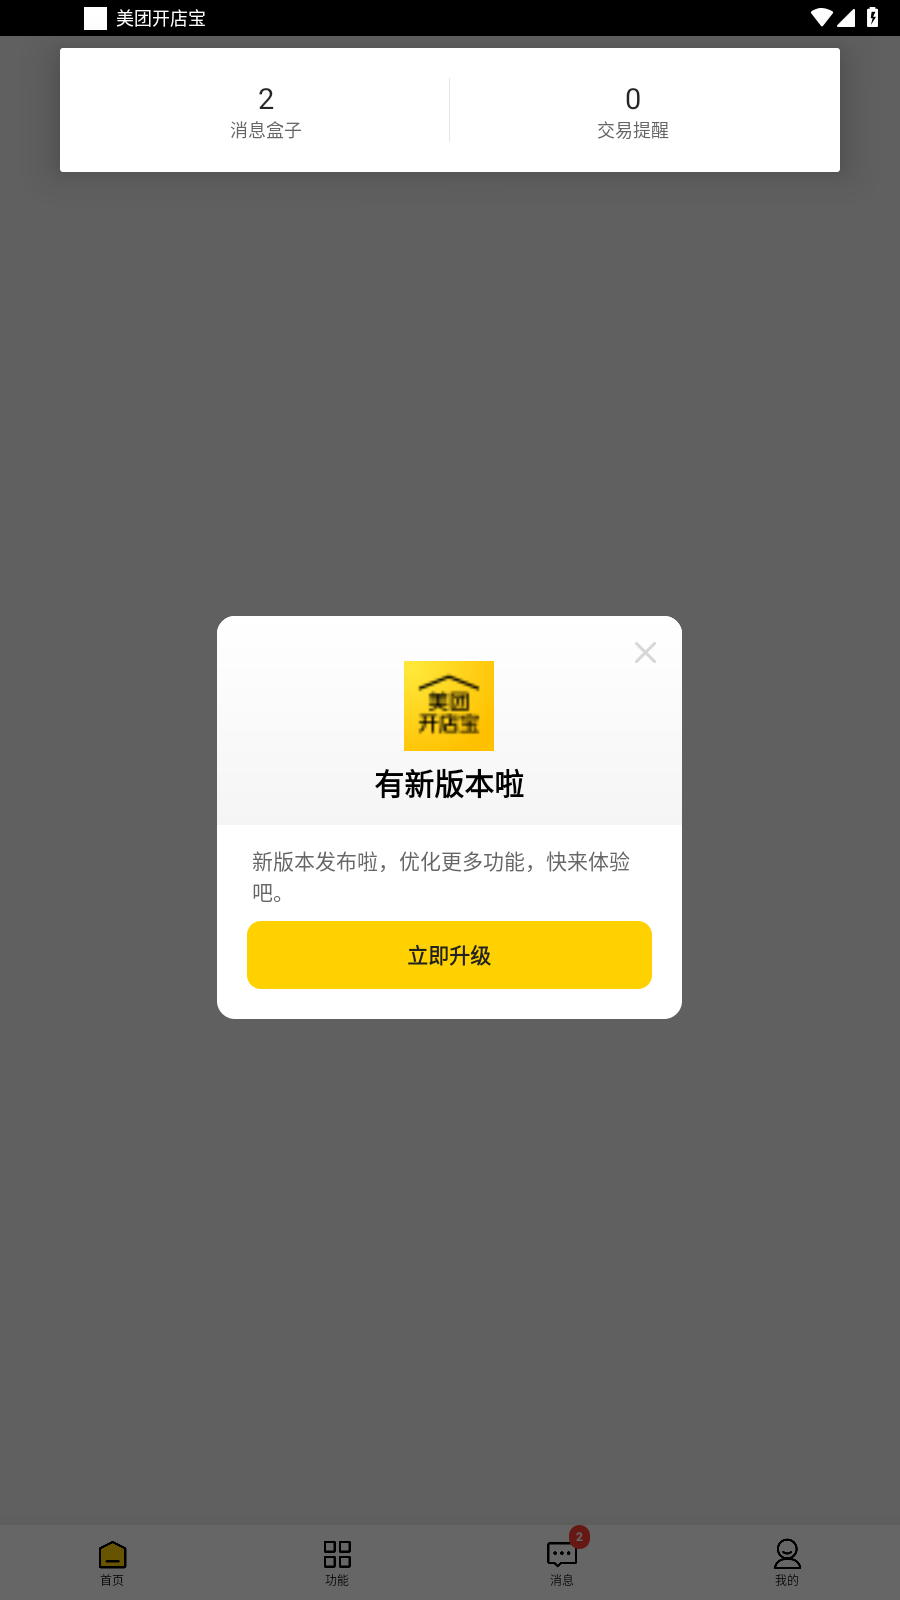 美团开店宝
2
0
消息盒子
交易提醒
美团
开店宝
有新版本啦
新版本发布啦，优化更多功能，快来体验
吧。
立即升级
2
首页
功能
消息
我的